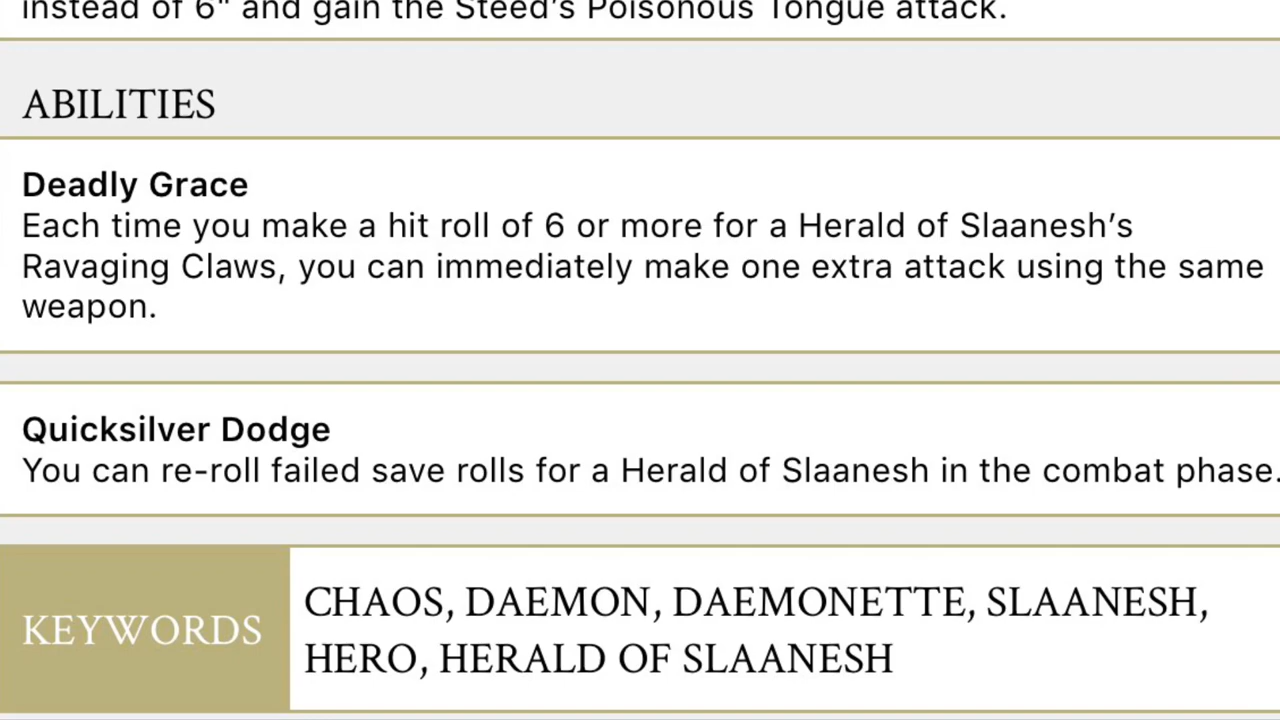 instead of 6" and gain the Steed's Poisonous Tongue attack.
ABILITIES
Deadly Grace
Each time you make a hit roll of 6 or more for a Herald of Slaanesh’s
Ravaging Claws, you can immediately make one extra attack using the same
weapon.
Quicksilver Dodge
You can re-roll failed save rolls for a Herald of Slaanesh in the combat phase.
KEYWORDS
CHAOS, DAEMON, DAEMONETTE, SLAANESH,
HERO, HERALD OF SLAANESH